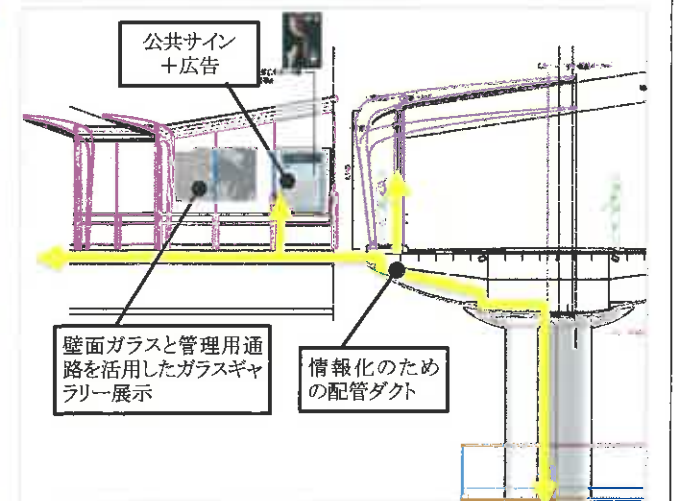 公共サイン
＋広告
壁面ガラスと管理用通
路を活用したガラスギャ
ラリー展示
情報化のため
の配管ダクト